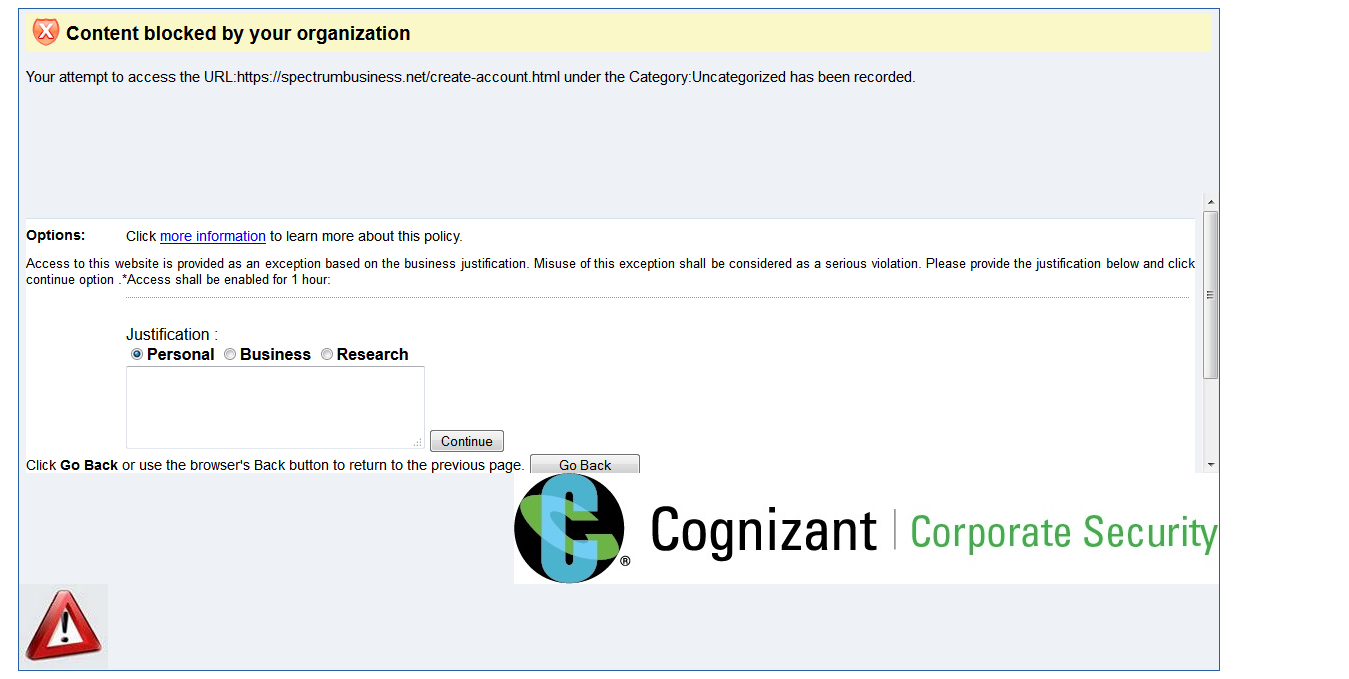 Content blocked by your organization
Your attempt to access the URL:https://spectrumbusiness.net/create-account.html under the Category:Uncategorized has been recorded.
Options: Click more information to learn more about this policy.
Access to this website is provided as an exception based on the business justification. Misuse of this exception shall be considered as a serious violation. Please provide the justification below and click
continue option .*Access shall be enabled for 1 hour:
Justification :
Personal Business Research
Continue
Click Go Back or use the browser's Back button to return to the previous page. Go Back
Cognizant | Corporate Security
®